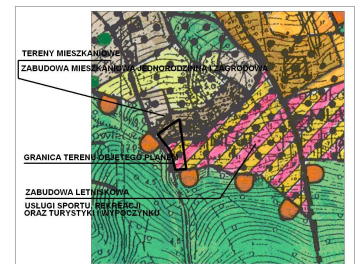 TERENY MIESZKANIOWE
ZABUDOWA MIESZKANIOWA JEDNORODZINNA I ZAGRODOWA
GRANICA TERENU OBJĘTEGO PLANEM
ZABUDOWA LETNISKOWA
USŁUGI SPORTU, REKREACJI
ORAZ TURYSTYKI I WYPOCZYNKU